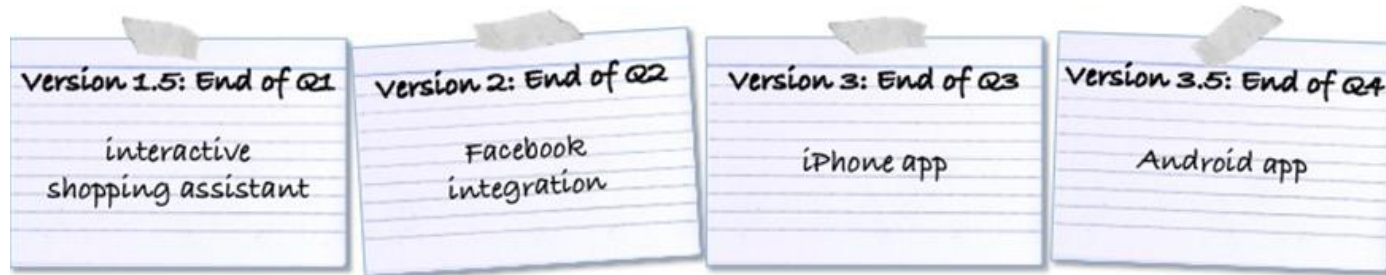 Version 1.5: End of Q1
interactive
shopping assistant
Version 2: End of Q2
Facebook
integration
Version 3: End of Q3
iPhone app
Version 3.5: End of Q4
Android app